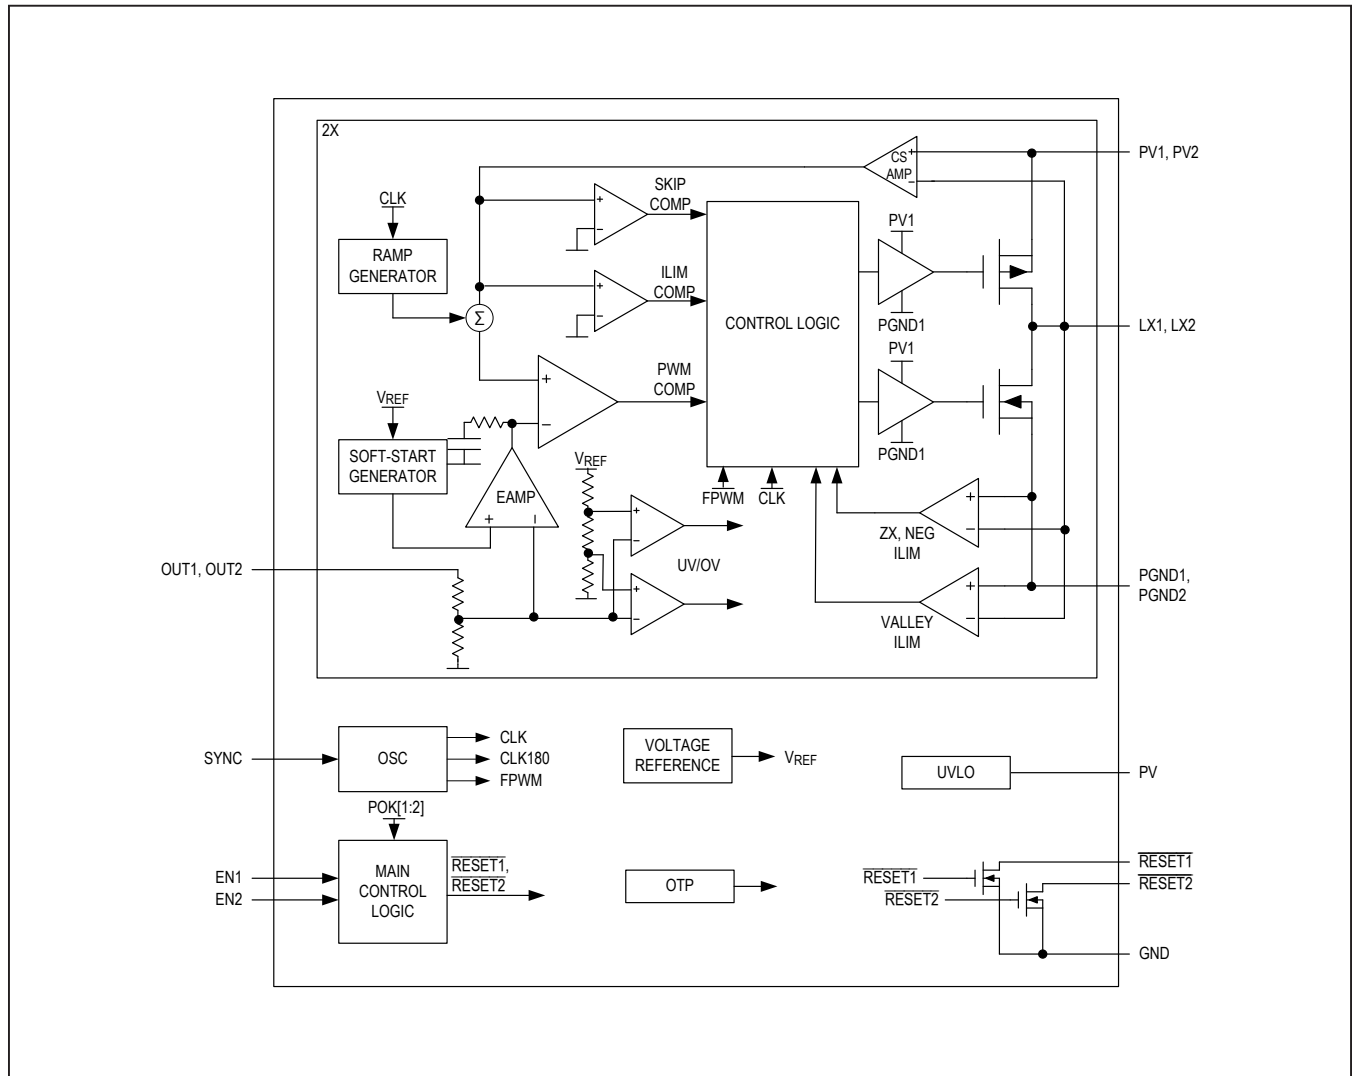 2X
CS
AMP
+
−
PV1, PV2
SKIP
COMP
+
−
CLK
RAMP
GENERATOR
PV1
PGND1
ILIM
COMP
+
−
Σ
CONTROL LOGIC
LX1, LX2
PV1
PGND1
PWM
COMP
+
−
VREF
SOFT-START
GENERATOR
EAMP
+
−
VREF
FPWM
CLK
+
−
ZX, NEG
ILIM
+
−
UV/OV
+
−
OUT1, OUT2
+
−
VALLEY
ILIM
PGND1,
PGND2
SYNC
OSC
CLK
CLK180
FPWM
VOLTAGE
REFERENCE
VREF
UVLO
PV
POK[1:2]
EN1
EN2
MAIN
CONTROL
LOGIC
RESET1,
RESET2
OTP
RESET1
RESET2
RESET1
RESET2
GND